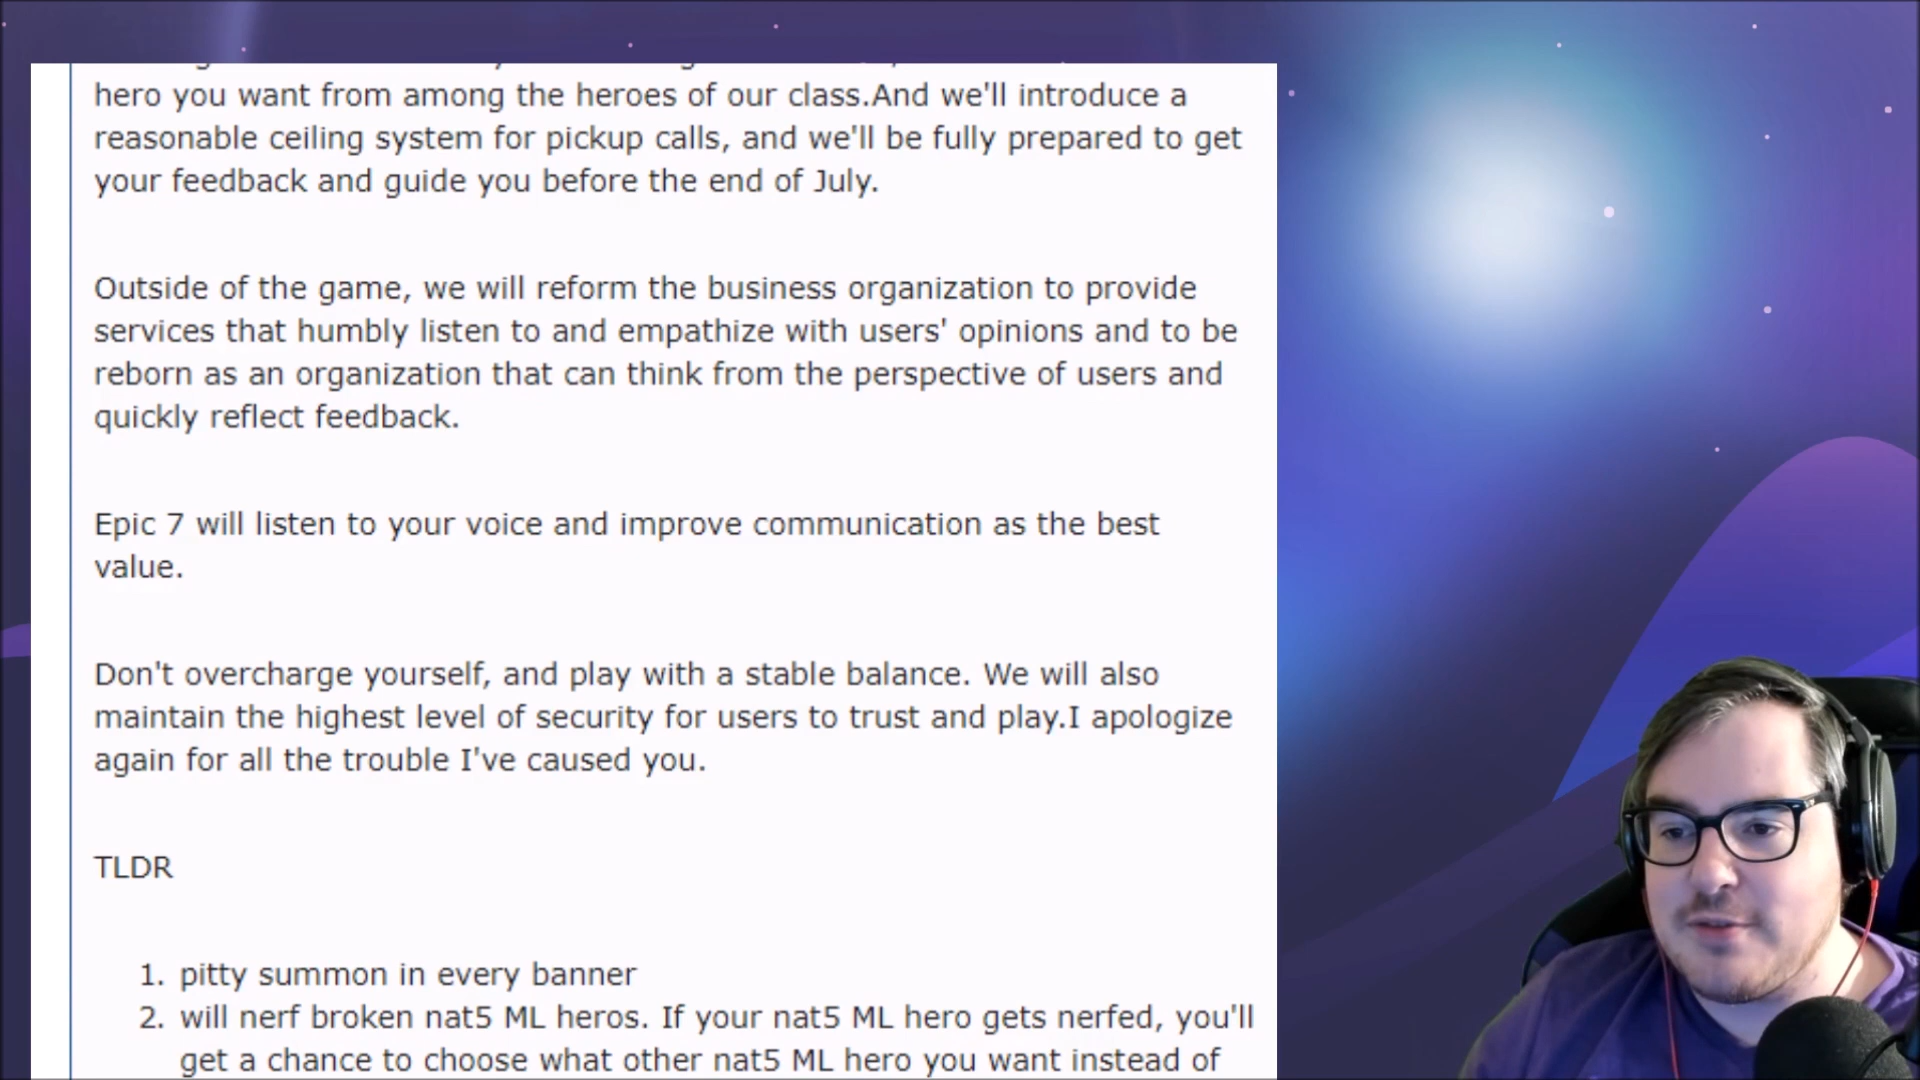 hero you want from among the heroes of our class.And we'll introduce a
reasonable ceiling system for pickup calls, and we'll be fully prepared to get
your feedback and guide you before the end of July.
Outside of the game, we will reform the business organization to provide
services that humbly listen to and empathize with users' opinions and to be
reborn as an organization that can think from the perspective of users and
quickly reflect feedback.
Epic 7 will listen to your voice and improve communication as the best
value.
Don't overcharge yourself, and play with a stable balance. We will also
maintain the highest level of security for users to trust and play.I apologize
again for all the trouble I've caused you.
TLDR
1. pitty summon in every banner
2. will nerf broken nat5 ML heros. If your nat5 ML hero gets nerfed, you'll
get a chance to choose what other nat5 ML hero you want instead of